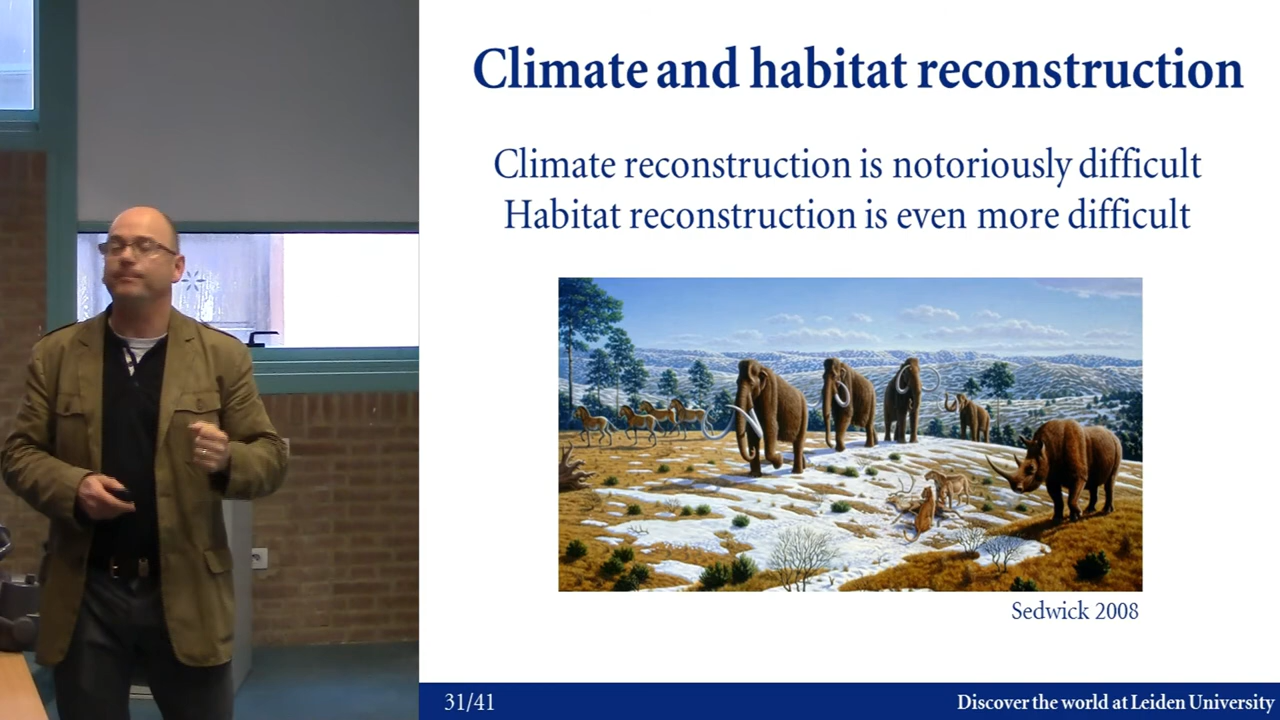 Climate and habitat reconstruction
Climate reconstruction is notoriously difficult
Habitat reconstruction is even more difficult
Sedwick 2008
31/41
Discover the world at Leiden University